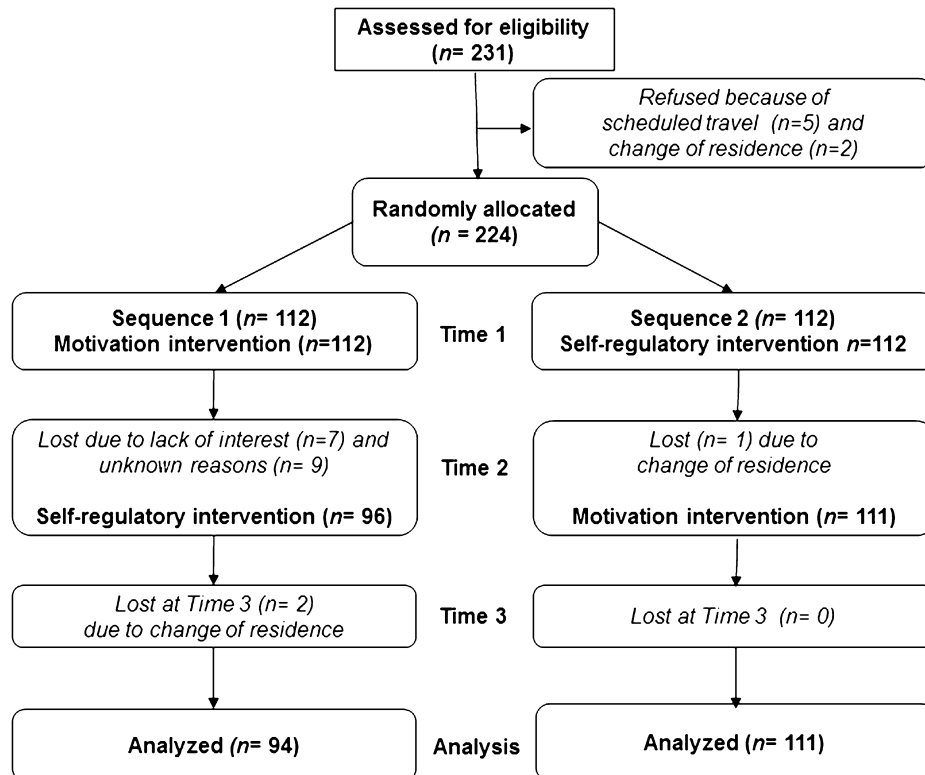 Assessed for eligibility
(n= 231)
Refused because of
scheduled travel (n=5) and
change of residence (n=2)
Randomly allocated
(n = 224)
Sequence 1 (n= 112)
Motivation intervention (n=112)
Time 1
Sequence 2 (n= 112)
Self-regulatory intervention n=112
Lost due to lack of interest (n=7) and
unknown reasons (n= 9)
Self-regulatory intervention (n= 96)
Time 2
Lost (n= 1) due to
change of residence
Motivation intervention (n= 111)
Lost at Time 3 (n= 2)
due to change of residence
Time 3
Lost at Time 3 (n= 0)
Analyzed (n= 94)
Analysis
Analyzed (n= 111)